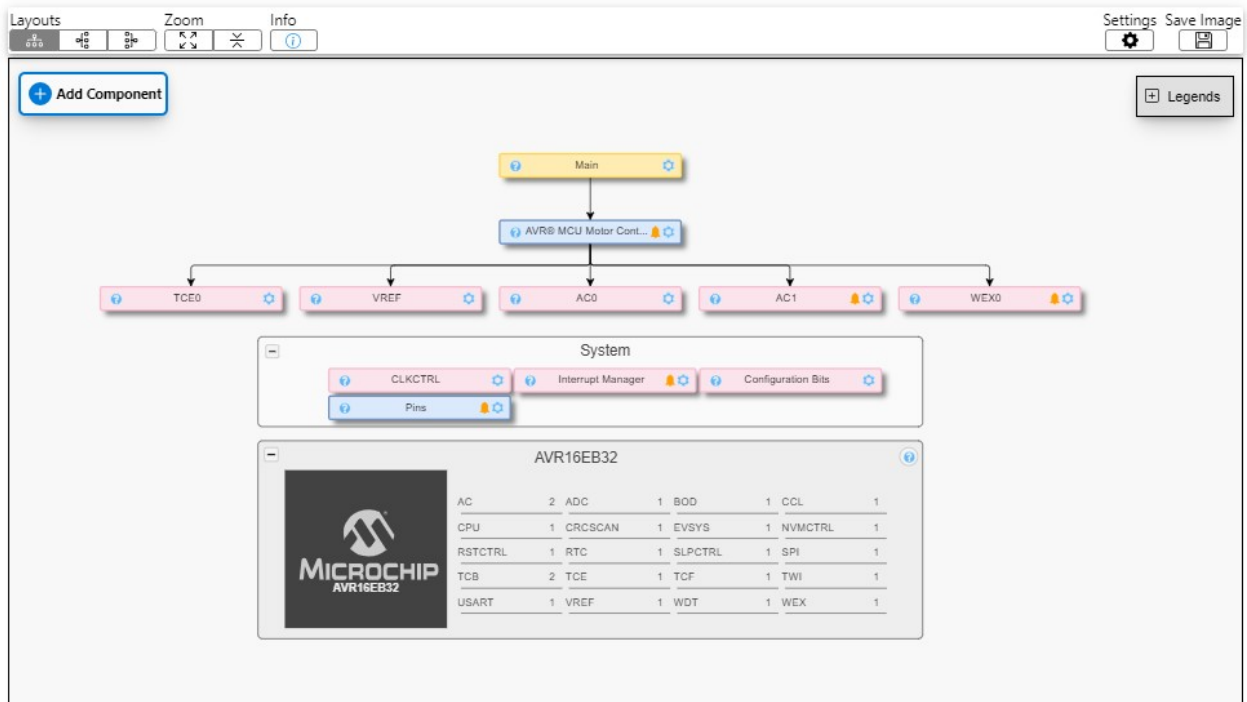 Layouts Zoom Info Settings Save Image
Add Component
Legends
Main
AVR® MCU Motor Cont...
TCE0 VREF AC0 AC1 WEX0
System
CLKCTRL Interrupt Manager Configuration Bits
Pins
AVR16EB32
AC 2 ADC 1 BOD 1 CCL 1
CPU 1 CRCSCAN 1 EVSYS 1 NVMCTRL 1
RSTCTRL 1 RTC 1 SLPCTRL 1 SPI 1
TCB 2 TCE 1 TCF 1 TWI 1
USART 1 VREF 1 WDT 1 WEX 1
MICROCHIP
AVR16EB32